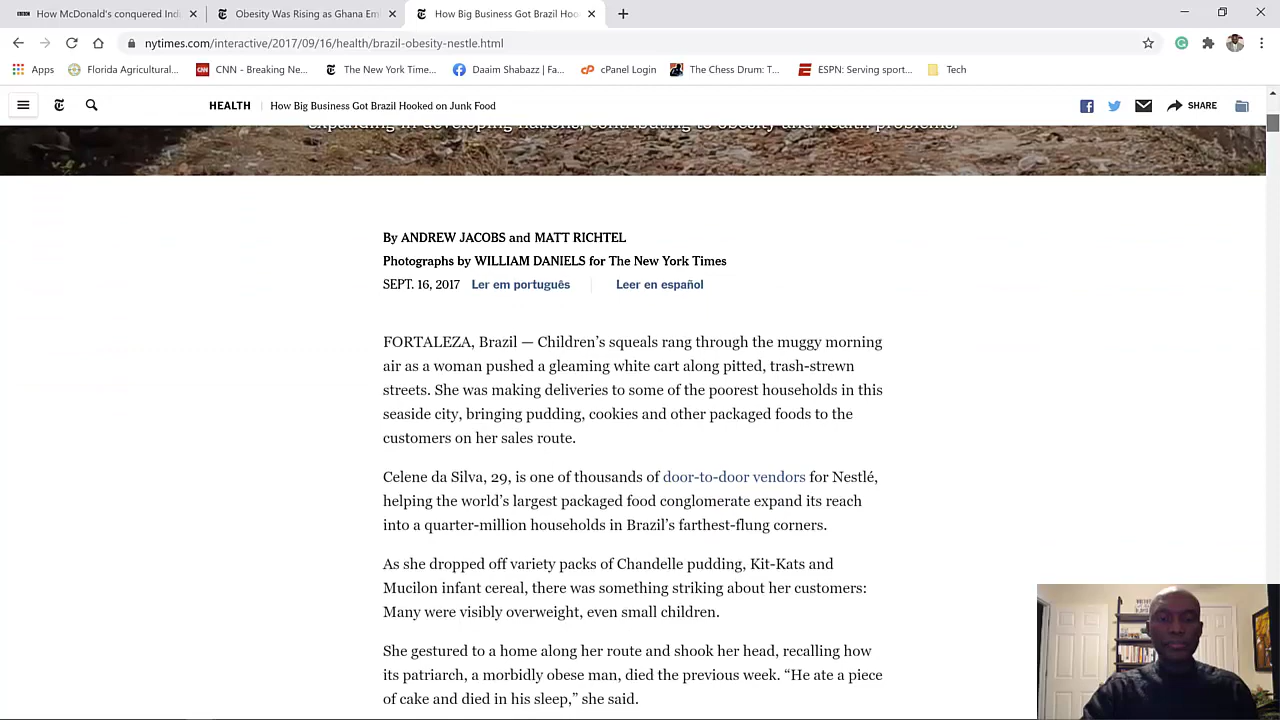 How McDonald's conquered Ind
Obesity Was Rising as Ghana Em
How Big Business Got Brazil Hoo
nytimes.com/interactive/2017/09/16/health/brazil-obesity-nestle.html
Apps
Florida Agricultural...
CNN - Breaking Ne...
The New York Time...
Daaim Shabazz | Fa...
cPanel Login
The Chess Drum: T...
ESPN: Serving sport...
Tech
HEALTH
How Big Business Got Brazil Hooked on Junk Food
SHARE
expanding in developing nations, contributing to obesity and health problems.
By ANDREW JACOBS and MATT RICHTEL
Photographs by WILLIAM DANIELS for The New York Times
SEPT. 16, 2017 Ler em português Leer en español
FORTALEZA, Brazil — Children’s squeals rang through the muggy morning
air as a woman pushed a gleaming white cart along pitted, trash-strewn
streets. She was making deliveries to some of the poorest households in this
seaside city, bringing pudding, cookies and other packaged foods to the
customers on her sales route.
Celene da Silva, 29, is one of thousands of door-to-door vendors for Nestlé,
helping the world’s largest packaged food conglomerate expand its reach
into a quarter-million households in Brazil’s farthest-flung corners.
As she dropped off variety packs of Chandelle pudding, Kit-Kats and
Mucilon infant cereal, there was something striking about her customers:
Many were visibly overweight, even small children.
She gestured to a home along her route and shook her head, recalling how
its patriarch, a morbidly obese man, died the previous week. “He ate a piece
of cake and died in his sleep,” she said.